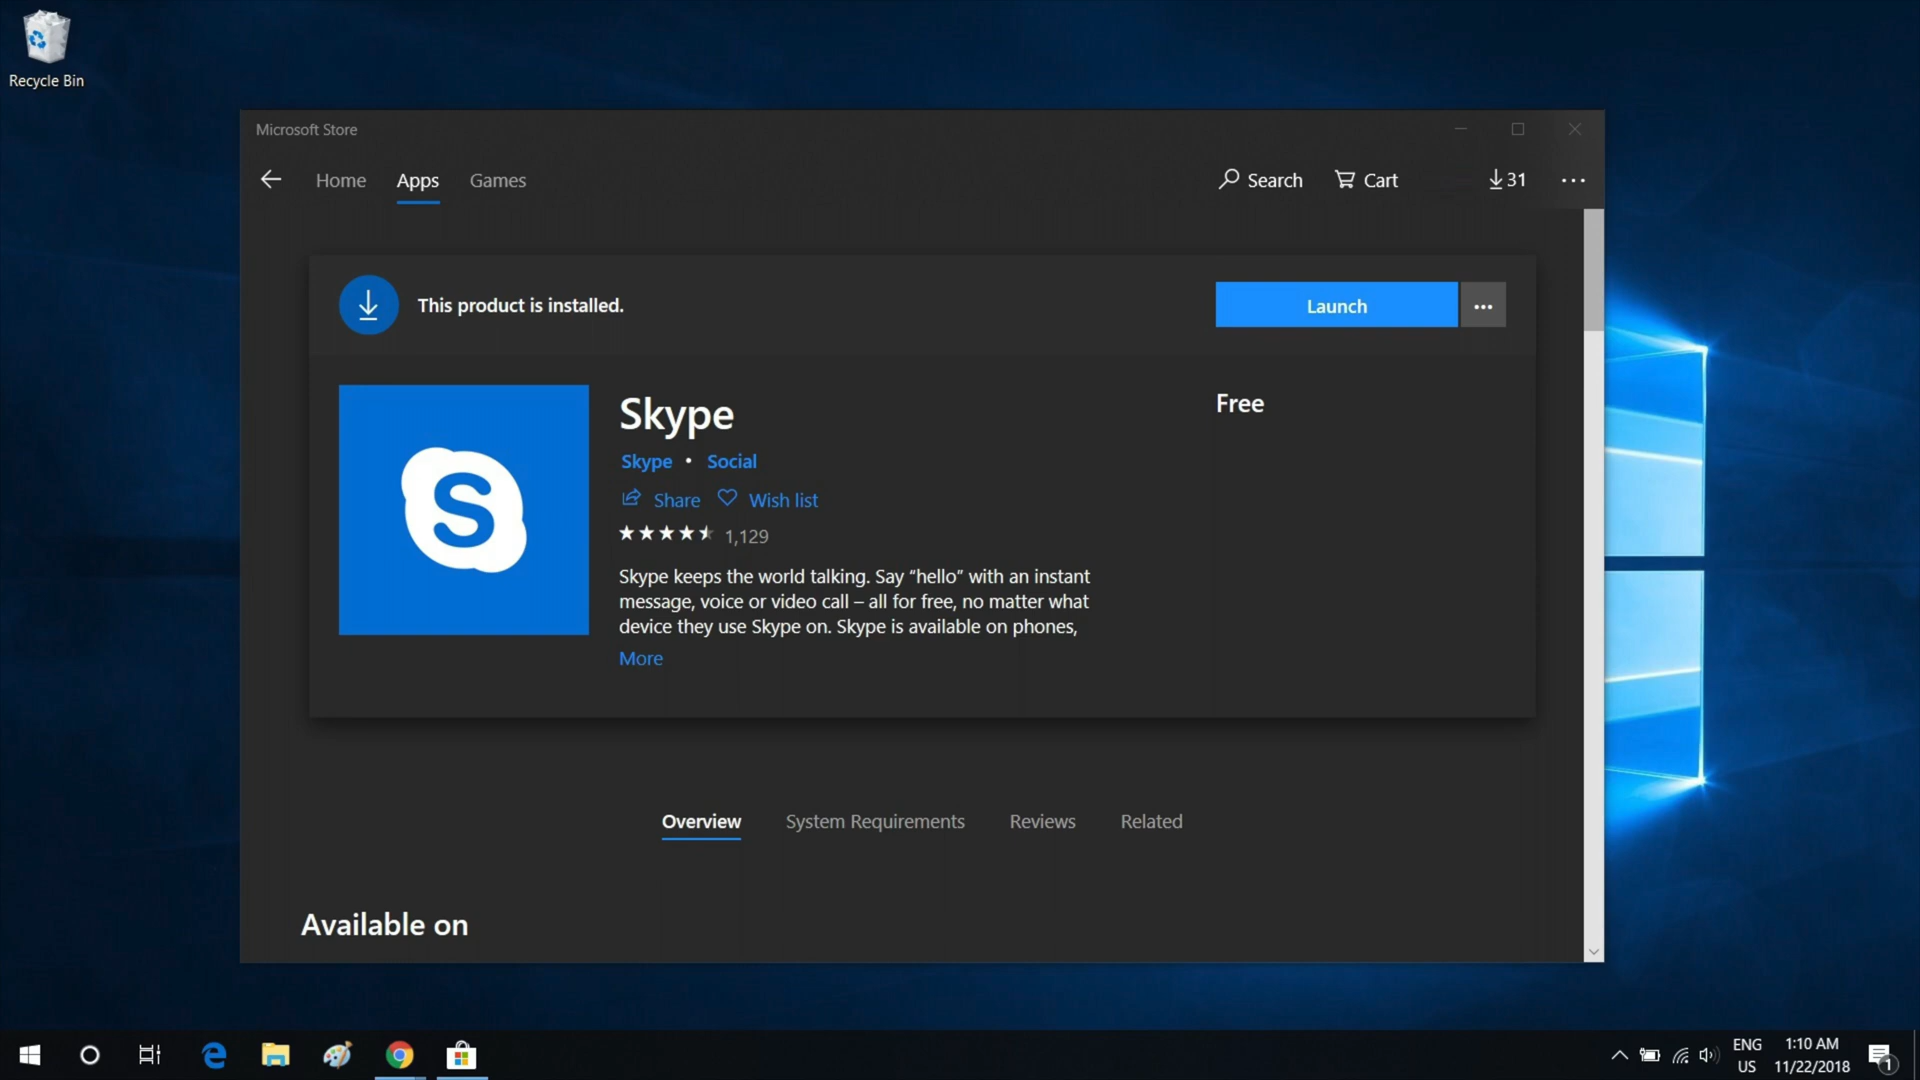 Recycle Bin
Microsoft Store
Home Apps Games
Search Cart 31
This product is installed.
Launch
Skype
Free
Skype • Social
Share Wish list
1,129
Skype keeps the world talking. Say “hello” with an instant
message, voice or video call – all for free, no matter what
device they use Skype on. Skype is available on phones,
More
Overview System Requirements Reviews Related
Available on
ENG
US
1:10 AM
11/22/2018
1